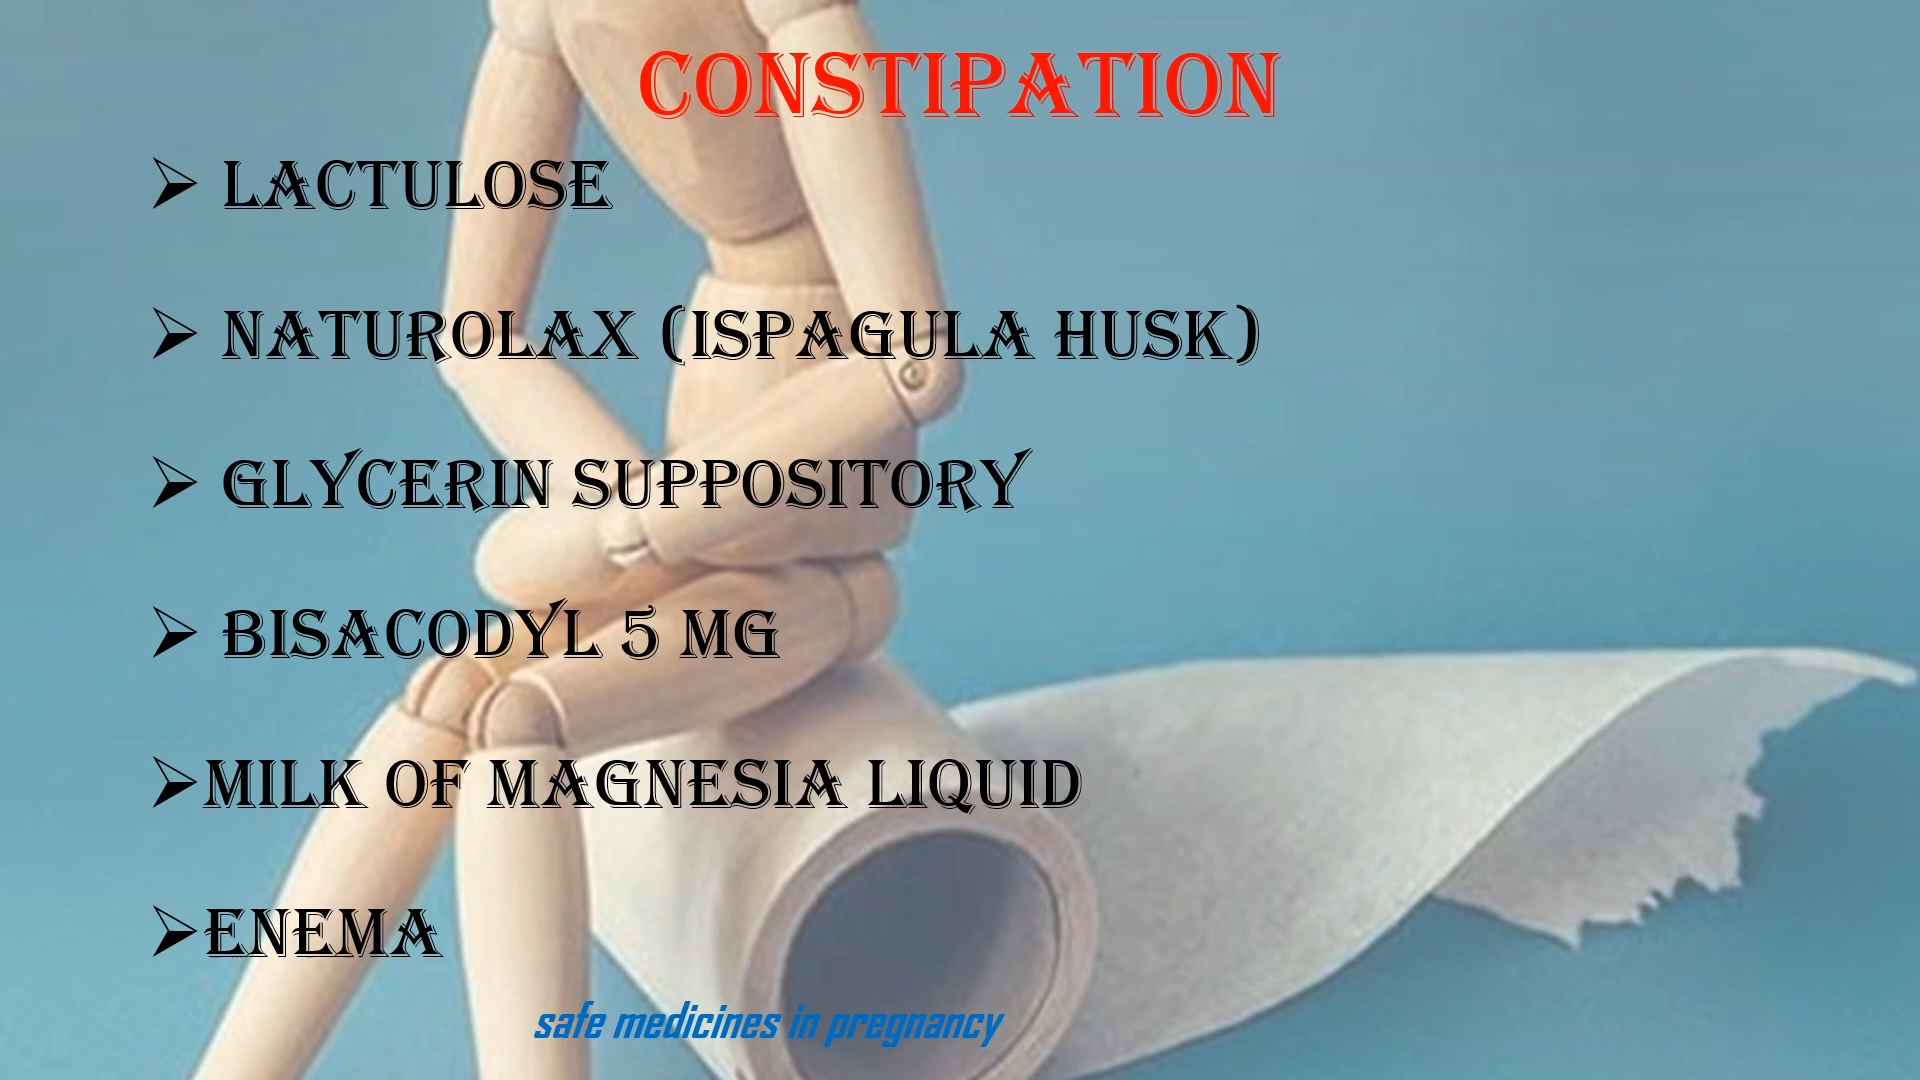 CONSTIPATION
➢ LACTULOSE
➢ NATUROLAX (ISPAGULA HUSK)
➢ GLYCERIN SUPPOSITORY
➢ BISACODYL 5 MG
➢MILK OF MAGNESIA LIQUID
➢ENEMA
safe medicines in pregnancy